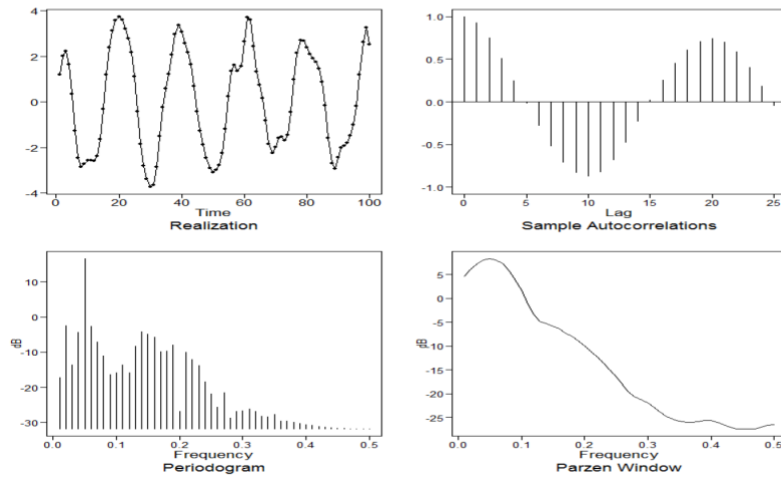 4
2
0
-2
-4
0 20 40 60 80 100
Time
Realization
1.0
0.5
0.0
-0.5
-1.0
0 5 10 15 20 25
Lag
Sample Autocorrelations
10
0
-10
-20
-30
dB
0.0 0.1 0.2 0.3 0.4 0.5
Frequency
Periodogram
5
0
-5
-10
-15
-20
-25
dB
0.0 0.1 0.2 0.3 0.4 0.5
Frequency
Parzen Window